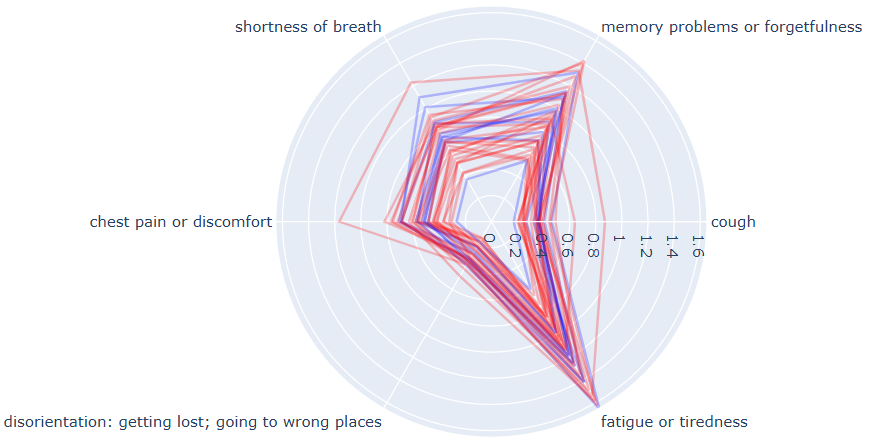 shortness of breath
memory problems or forgetfulness
chest pain or discomfort
cough
0
0.2
0.4
0.6
0.8
1
1.2
1.4
1.6
disorientation: getting lost; going to wrong places
fatigue or tiredness